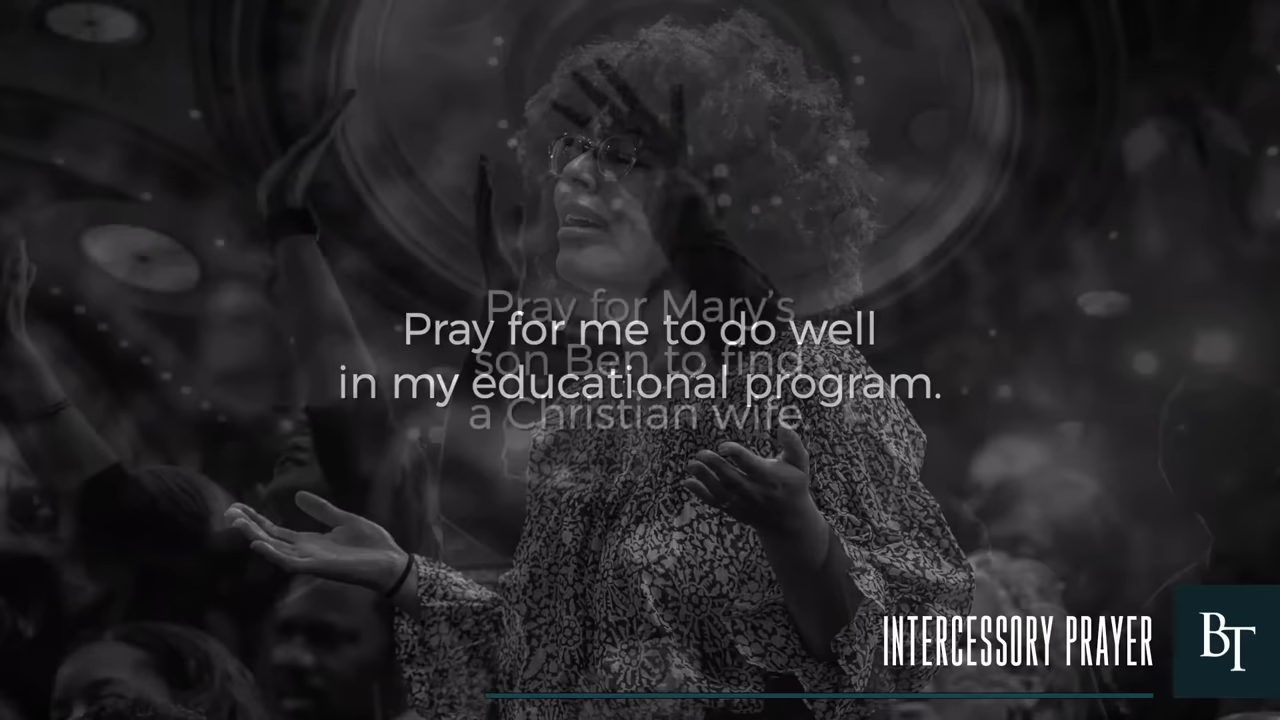 Pray for Mary's
son Ben to find
a Christian wife.
Pray for me to do well
in my educational program.
INTERCESSORY PRAYER
BT